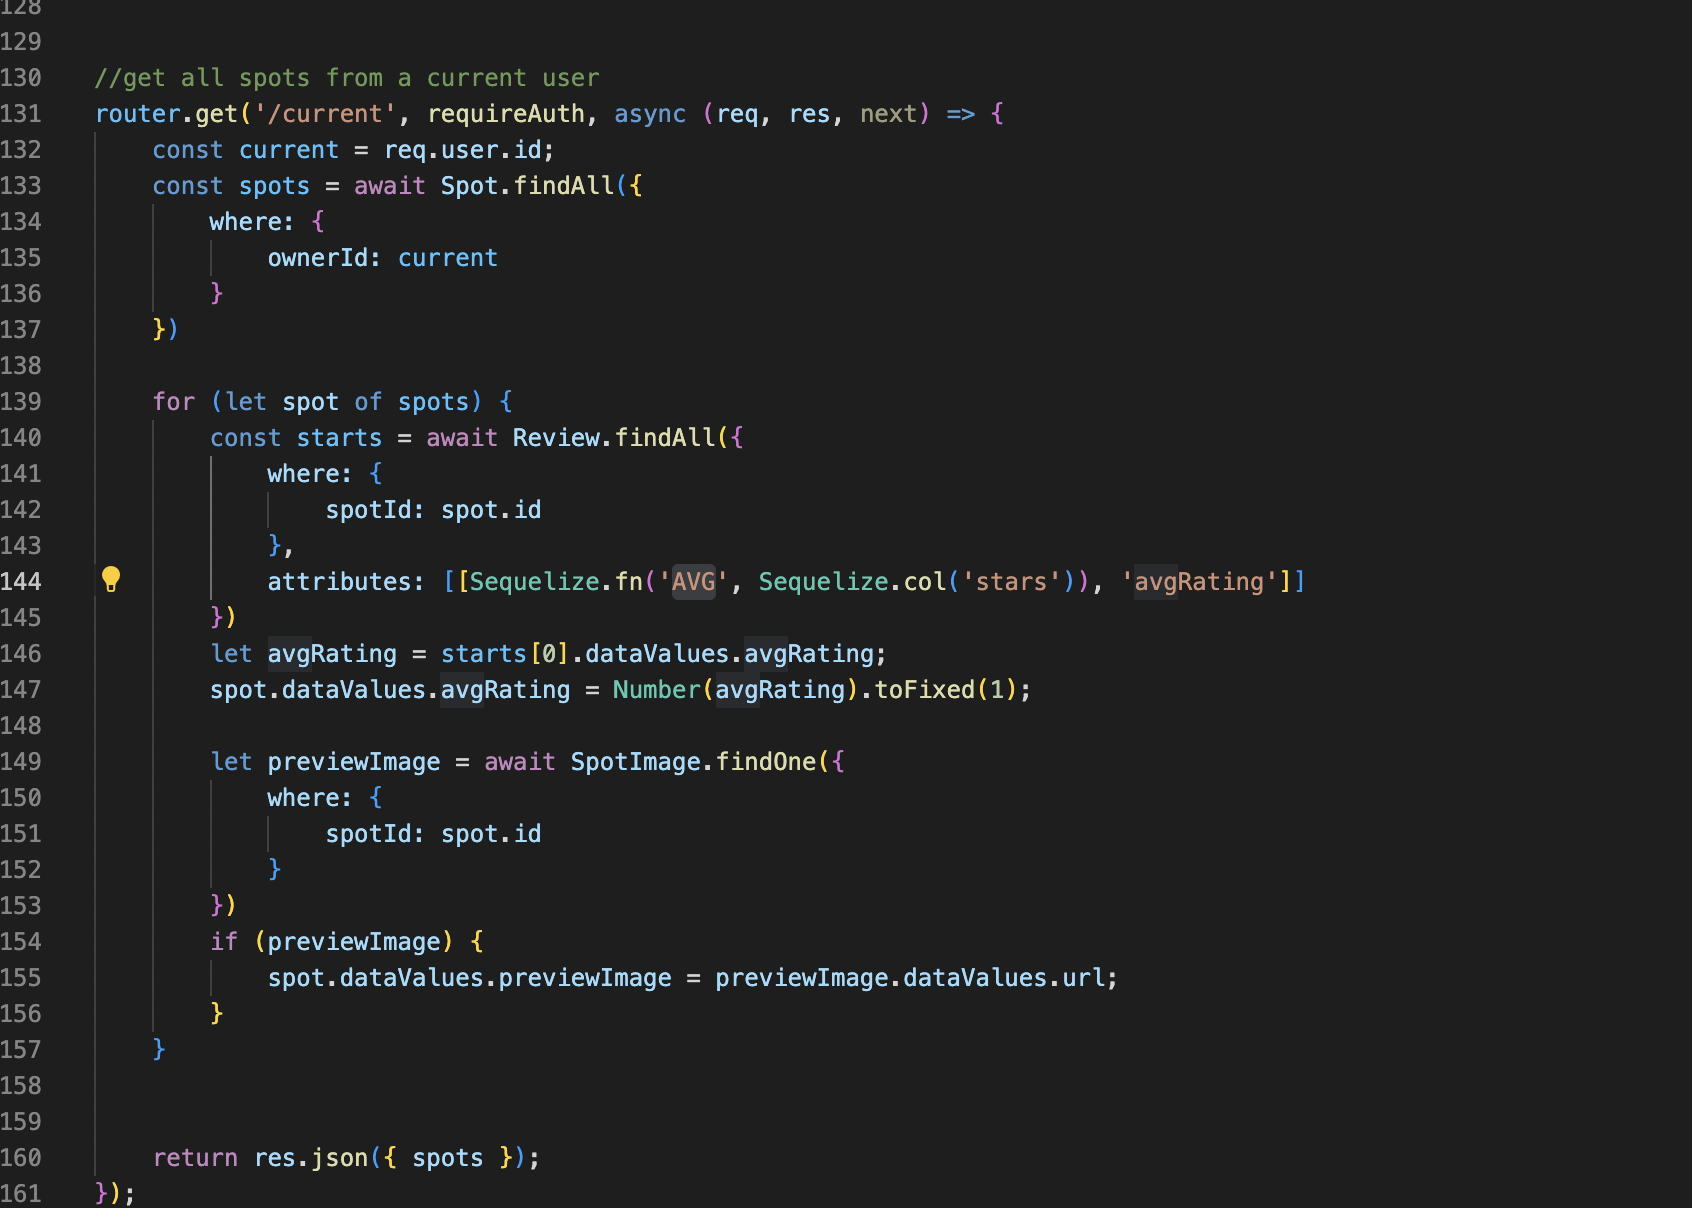 128
129
130 //get all spots from a current user
131 router.get('/current', requireAuth, async (req, res, next) => {
132     const current = req.user.id;
133     const spots = await Spot.findAll({
134         where: {
135             ownerId: current
136         }
137     })
138
139     for (let spot of spots) {
140         const starts = await Review.findAll({
141             where: {
142                 spotId: spot.id
143             },
144             attributes: [[Sequelize.fn('AVG', Sequelize.col('stars')), 'avgRating']]
145         })
146         let avgRating = starts[0].dataValues.avgRating;
147         spot.dataValues.avgRating = Number(avgRating).toFixed(1);
148
149         let previewImage = await SpotImage.findOne({
150             where: {
151                 spotId: spot.id
152             }
153         })
154         if (previewImage) {
155             spot.dataValues.previewImage = previewImage.dataValues.url;
156         }
157     }
158
159
160     return res.json({ spots });
161 });